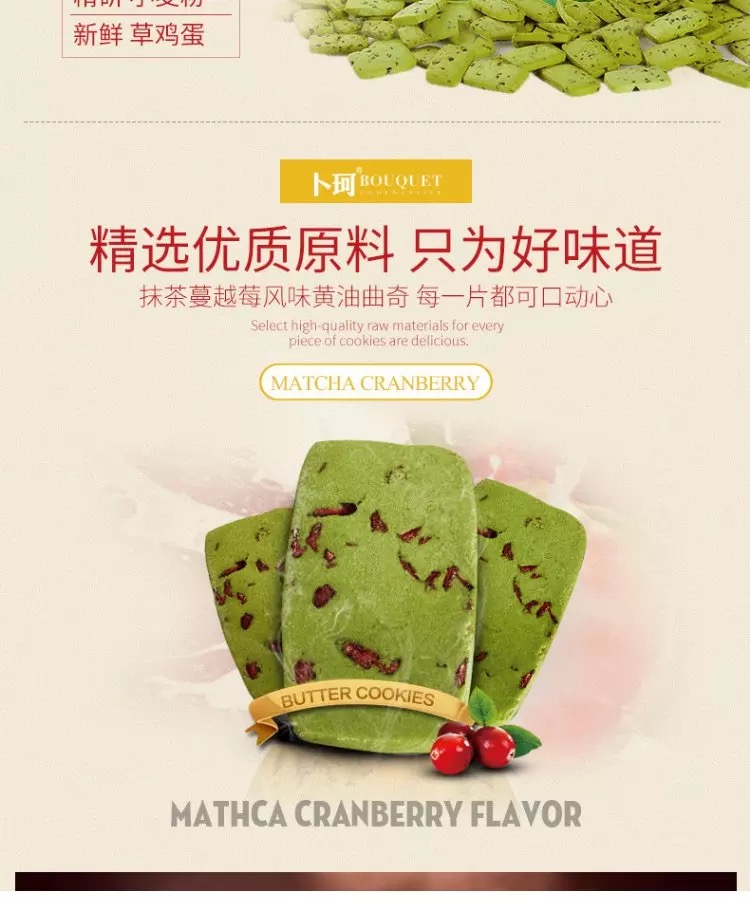 新鲜 草鸡蛋
卜珂® BOUQUET
精选优质原料 只为好味道
抹茶蔓越莓风味黄油曲奇 每一片都可口动心
Select high-quality raw materials for every
piece of cookies are delicious.
MATCHA CRANBERRY
BUTTER COOKIES
MATHCA CRANBERRY FLAVOR